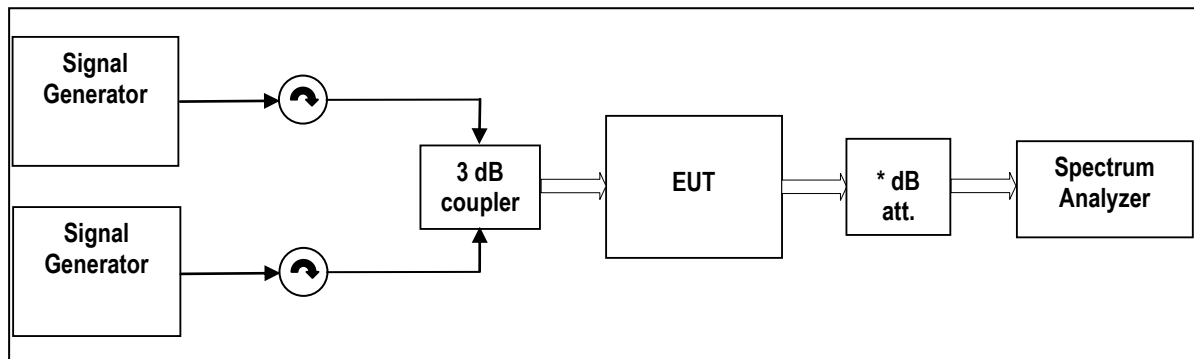 Signal
Generator
3 dB
coupler
EUT
* dB
att.
Spectrum
Analyzer
Signal
Generator